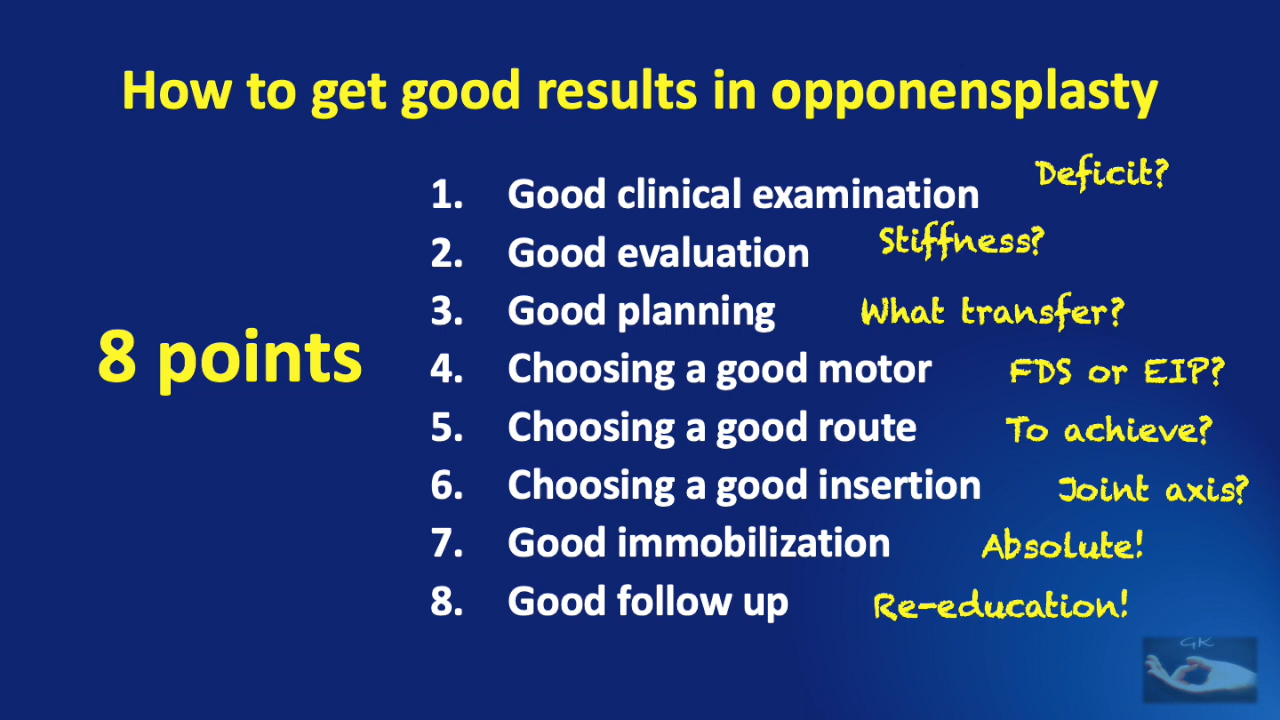 How to get good results in opponensplasty
8 points
1. Good clinical examination Deficit?
2. Good evaluation Stiffness?
3. Good planning What transfer?
4. Choosing a good motor FDS or EIP?
5. Choosing a good route To achieve?
6. Choosing a good insertion Joint axis?
7. Good immobilization Absolute!
8. Good follow up Re-education!
GK